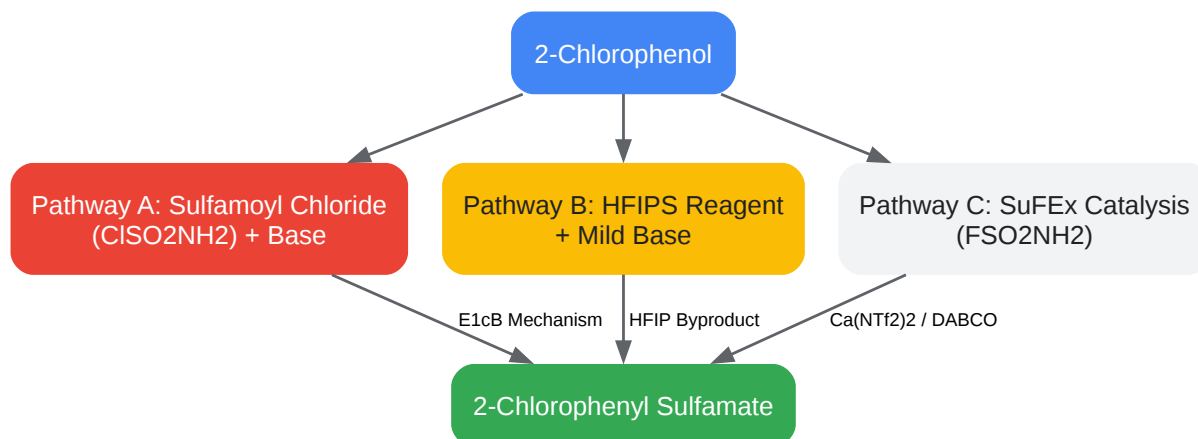 2-Chlorophenol
Pathway A: Sulfamoyl Chloride
(ClSO2NH2) + Base
Pathway B: HFIPS Reagent
+ Mild Base
Pathway C: SuFEx Catalysis
(FSO2NH2)
E1cB Mechanism
HFIP Byproduct
Ca(NTf2)2 / DABCO
2-Chlorophenyl Sulfamate